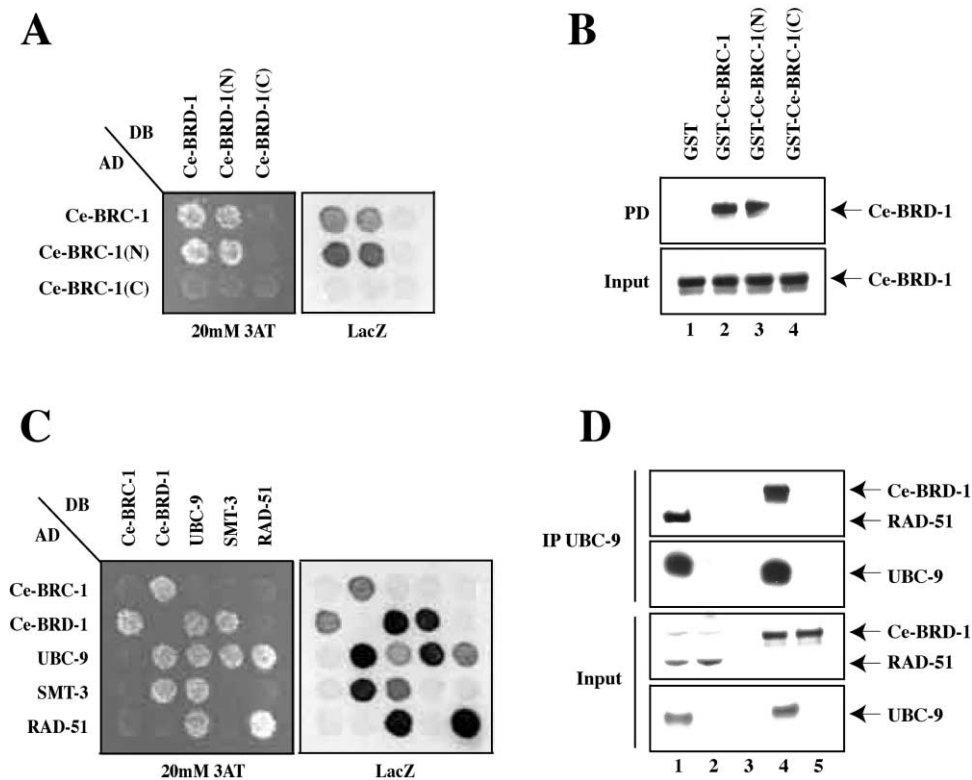 A
DB
AD
Ce-BRD-1
Ce-BRD-1(N)
Ce-BRD-1(C)
Ce-BRC-1
Ce-BRC-1(N)
Ce-BRC-1(C)
20mM 3AT
LacZ
B
GST
GST-Ce-BRC-1
GST-Ce-BRC-1(N)
GST-Ce-BRC-1(C)
PD
Ce-BRD-1
Input
Ce-BRD-1
1 2 3 4
C
DB
AD
Ce-BRC-1
Ce-BRD-1
UBC-9
SMT-3
RAD-51
Ce-BRC-1
Ce-BRD-1
UBC-9
SMT-3
RAD-51
20mM 3AT
LacZ
D
IP UBC-9
Ce-BRD-1
RAD-51
UBC-9
Input
Ce-BRD-1
RAD-51
UBC-9
1 2 3 4 5